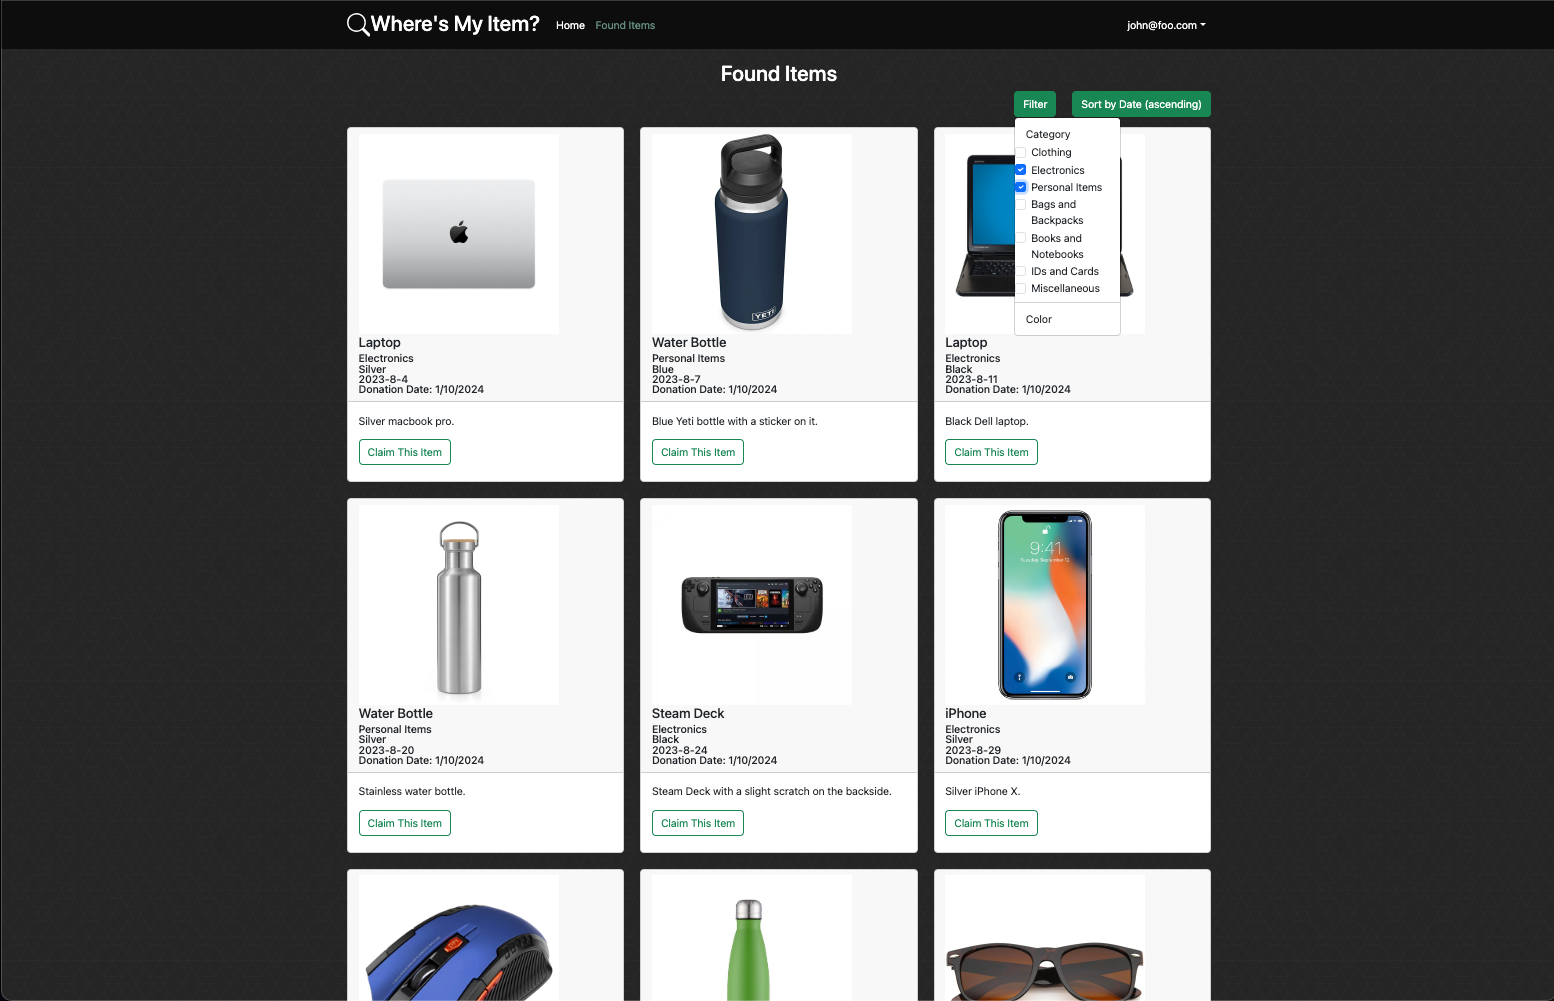 Where's My Item?
Home
Found Items
john@foo.com
Found Items
Filter
Sort by Date (ascending)
Category
Clothing
Electronics
Personal Items
Bags and
Backpacks
Books and
Notebooks
IDs and Cards
Miscellaneous
Color
Laptop
Electronics
Silver
2023-8-4
Donation Date: 1/10/2024
Silver macbook pro.
Claim This Item
YETI
Water Bottle
Personal Items
Blue
2023-8-7
Donation Date: 1/10/2024
Blue Yeti bottle with a sticker on it.
Claim This Item
Laptop
Electronics
Black
2023-8-11
Donation Date: 1/10/2024
Black Dell laptop.
Claim This Item
Water Bottle
Personal Items
Silver
2023-8-20
Donation Date: 1/10/2024
Stainless water bottle.
Claim This Item
Steam Deck
Electronics
Black
2023-8-24
Donation Date: 1/10/2024
Steam Deck with a slight scratch on the backside.
Claim This Item
9:41
Tuesday, September 12
iPhone
Electronics
Silver
2023-8-29
Donation Date: 1/10/2024
Silver iPhone X.
Claim This Item